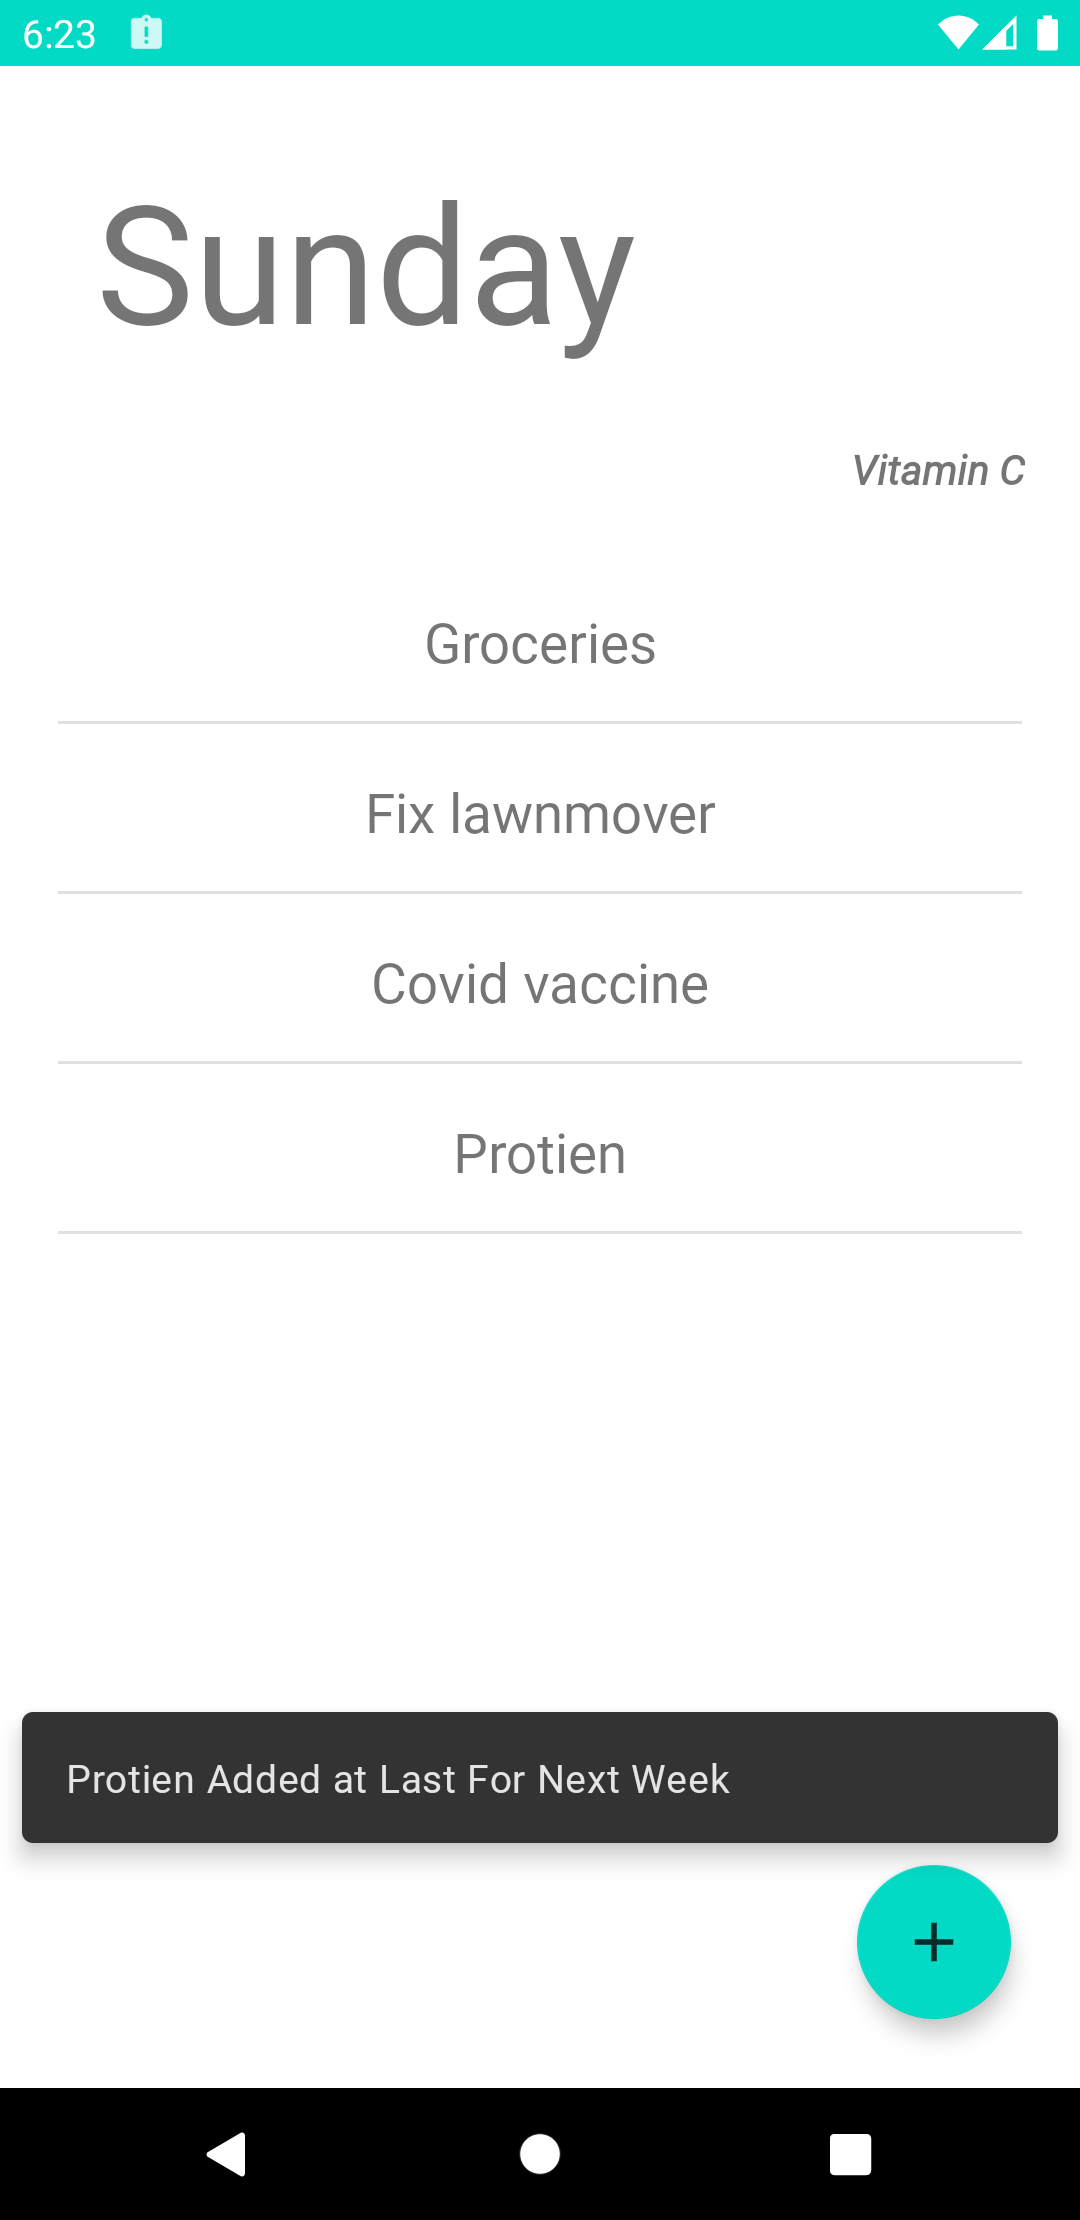 6:23
Sunday
Vitamin C
Groceries
Fix lawnmover
Covid vaccine
Protien
Protien Added at Last For Next Week